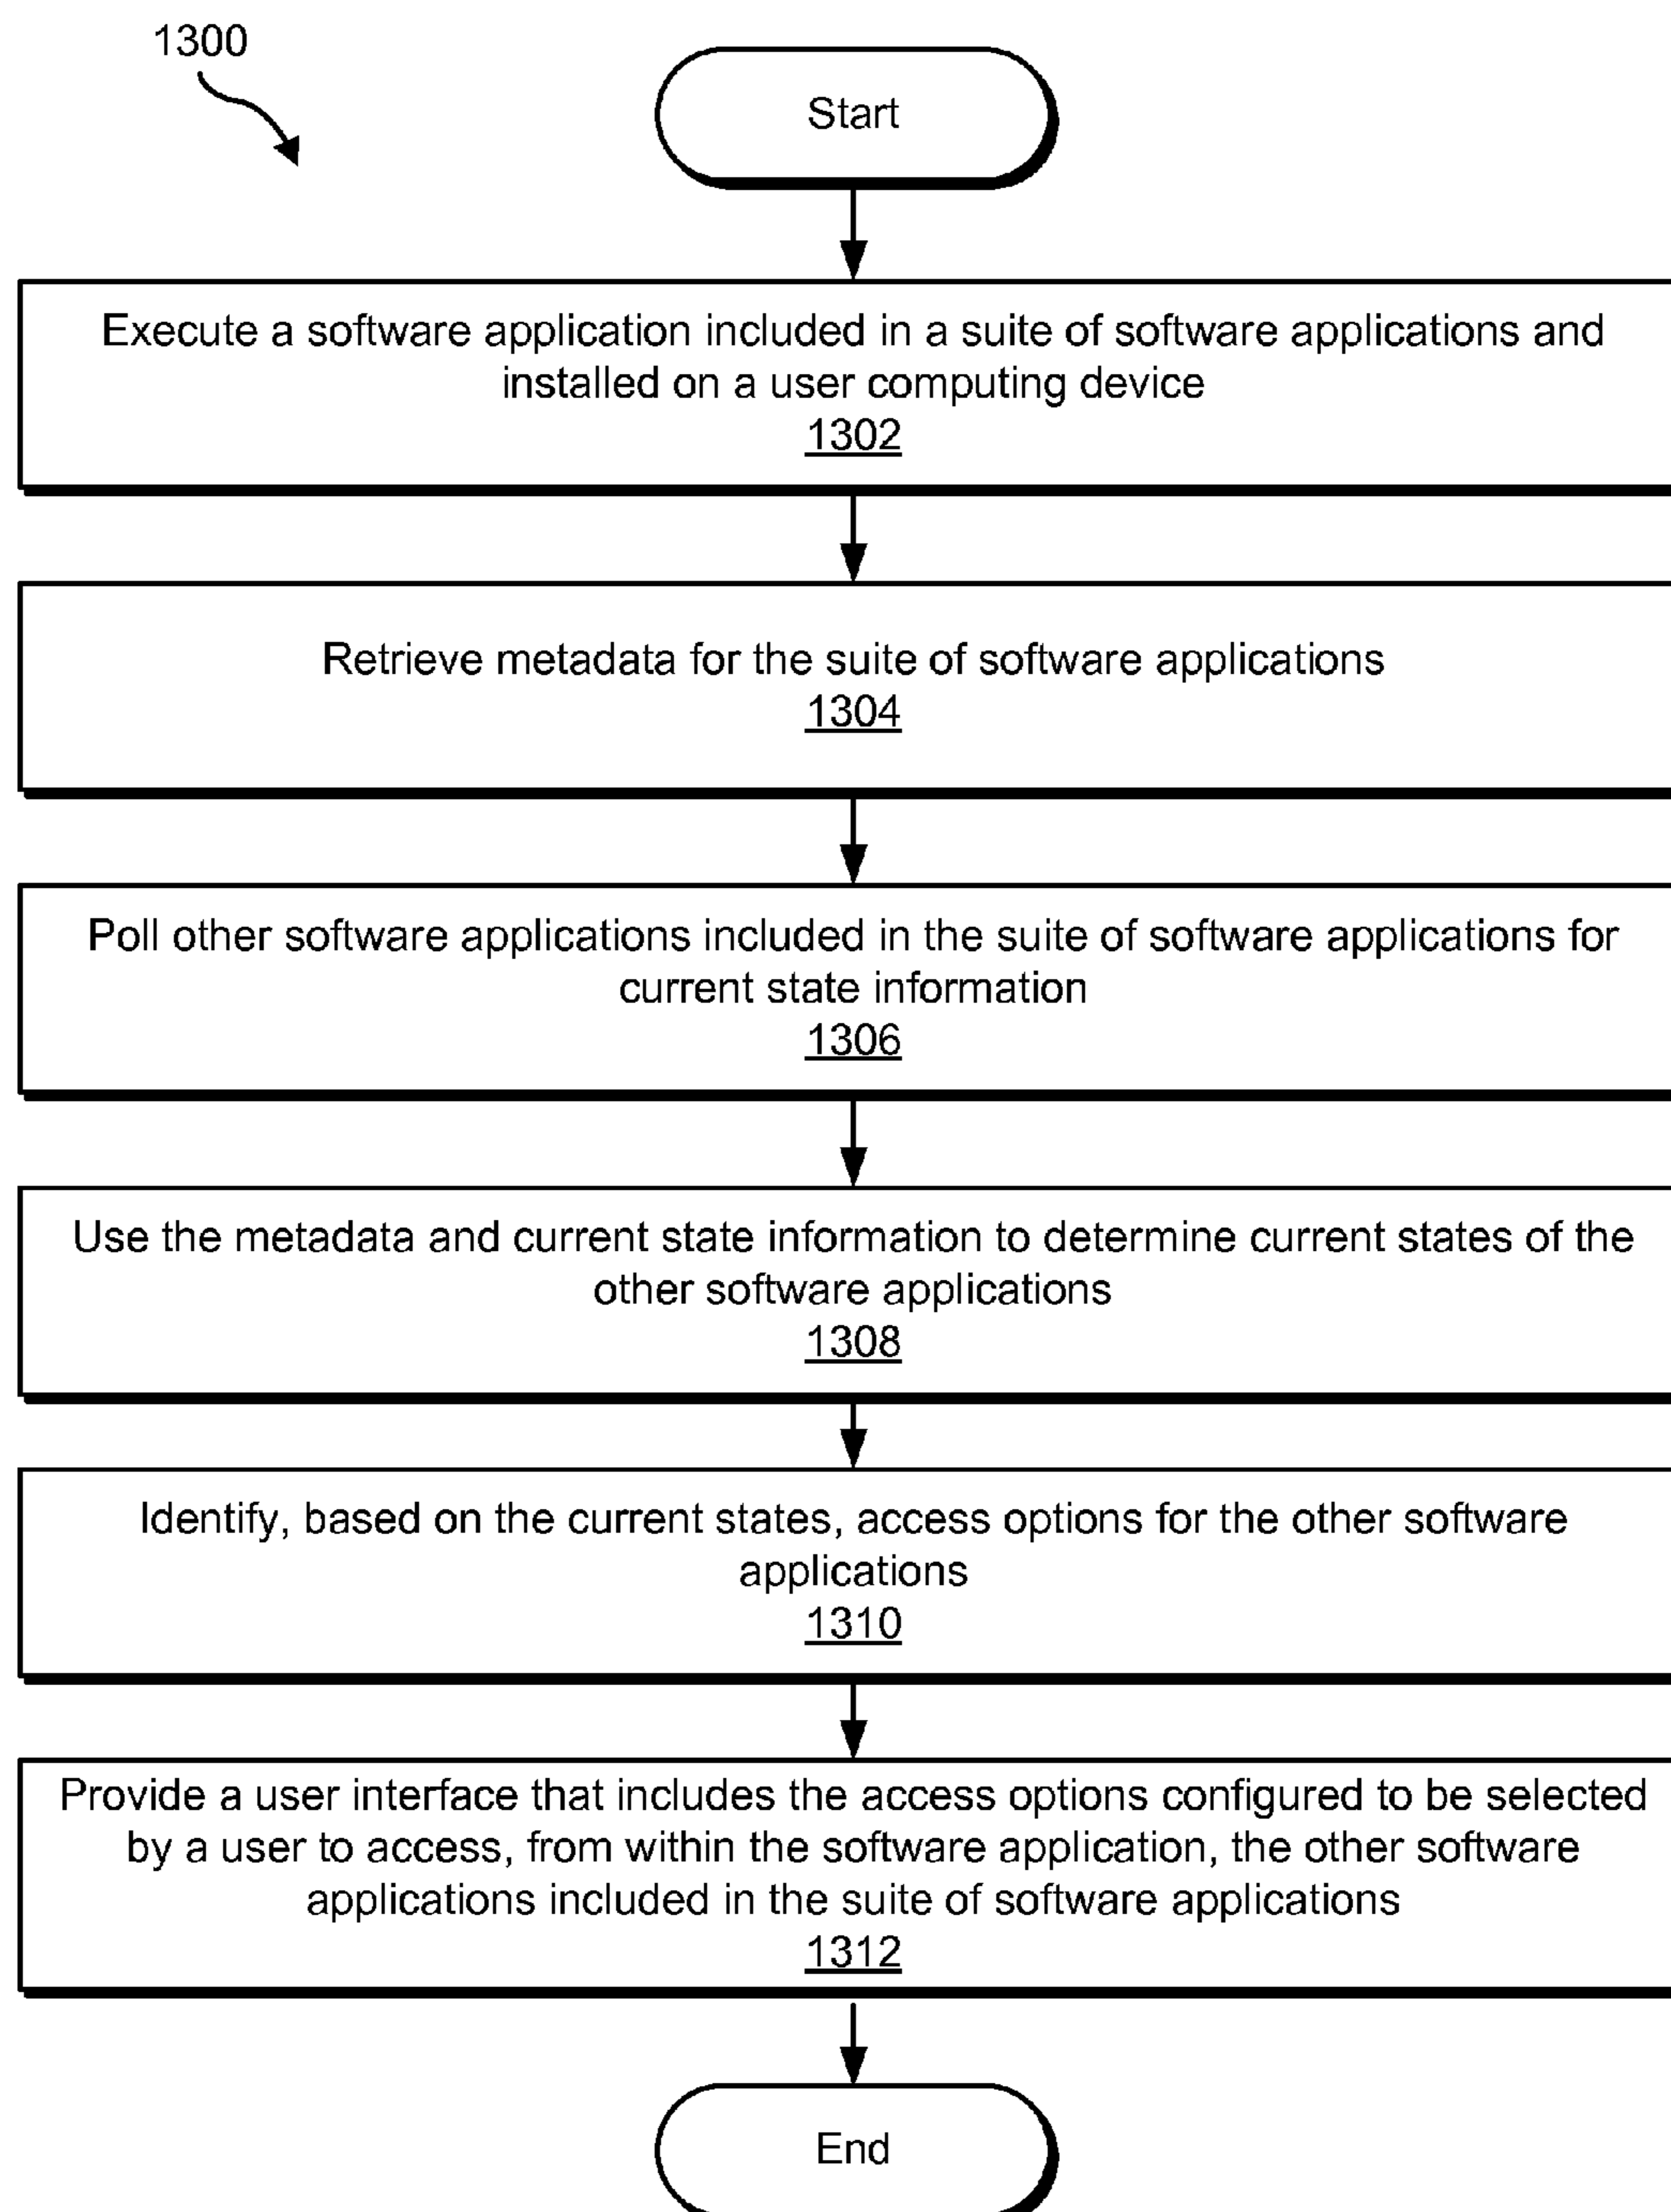 1300
Start
Execute a software application included in a suite of software applications and
installed on a user computing device
1302
Retrieve metadata for the suite of software applications
1304
Poll other software applications included in the suite of software applications for
current state information
1306
Use the metadata and current state information to determine current states of the
other software applications
1308
Identify, based on the current states, access options for the other software
applications
1310
Provide a user interface that includes the access options configured to be selected
by a user to access, from within the software application, the other software
applications included in the suite of software applications
1312
End